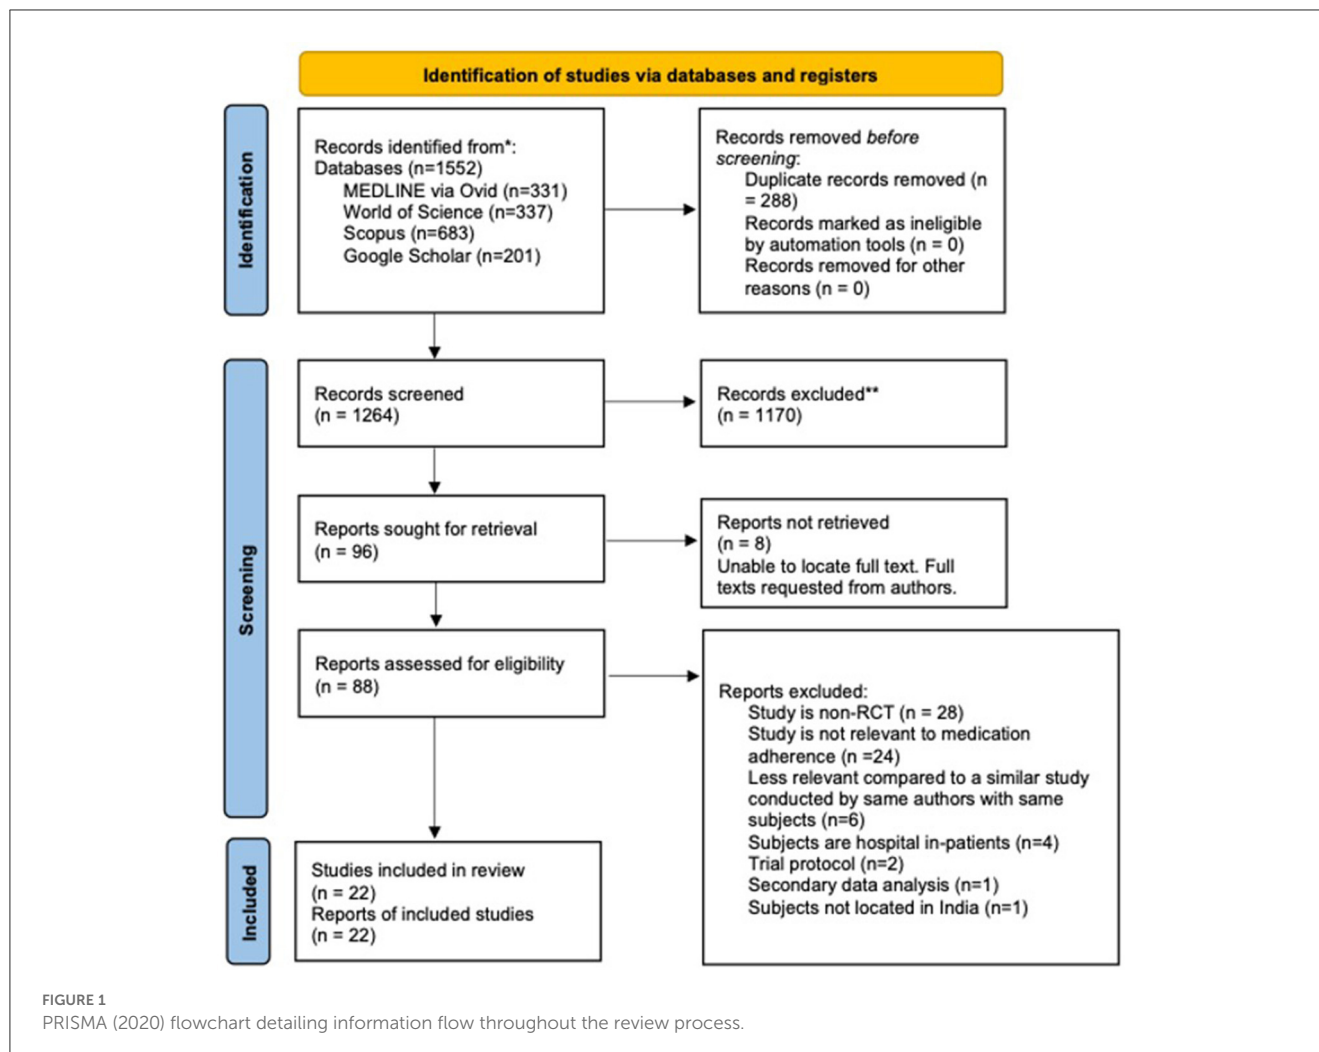 Identification of studies via databases and registers
Identification
Records identified from*:
Databases (n=1552)
MEDLINE via Ovid (n=331)
World of Science (n=337)
Scopus (n=683)
Google Scholar (n=201)
Records removed before
screening:
Duplicate records removed (n
= 288)
Records marked as ineligible
by automation tools (n = 0)
Records removed for other
reasons (n = 0)
Screening
Records screened
(n = 1264)
Records excluded**
(n = 1170)
Reports sought for retrieval
(n = 96)
Reports not retrieved
(n = 8)
Unable to locate full text. Full
texts requested from authors.
Reports assessed for eligibility
(n = 88)
Reports excluded:
Study is non-RCT (n = 28)
Study is not relevant to medication
adherence (n =24)
Less relevant compared to a similar study
conducted by same authors with same
subjects (n=6)
Subjects are hospital in-patients (n=4)
Trial protocol (n=2)
Secondary data analysis (n=1)
Subjects not located in India (n=1)
Included
Studies included in review
(n = 22)
Reports of included studies
(n = 22)
FIGURE 1
PRISMA (2020) flowchart detailing information flow throughout the review process.